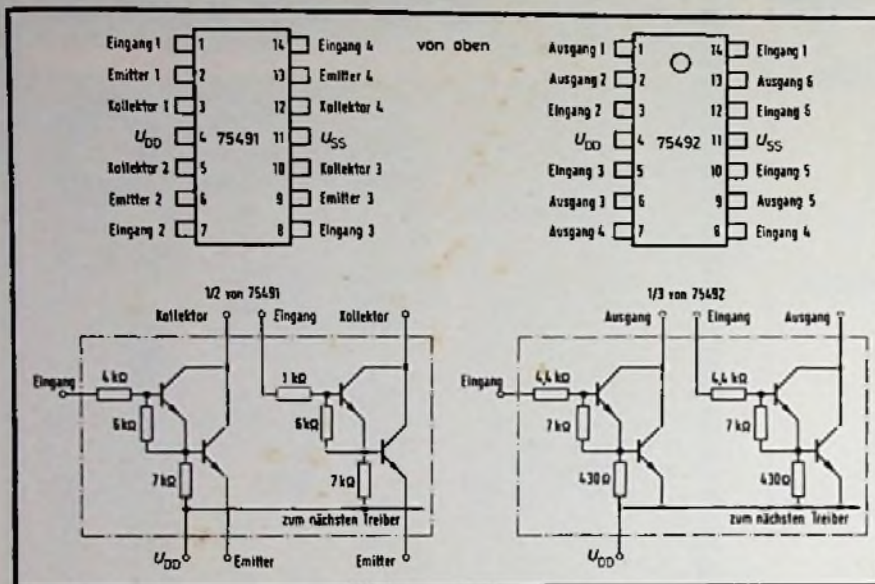 Eingang 1 1 14 Eingang 4
Emitter 1 2 13 Emitter 4
Kollektor 1 3 12 Kollektor 4
U_DD 4 75491 11 U_SS
Kollektor 2 5 10 Kollektor 3
Emitter 2 6 9 Emitter 3
Eingang 2 7 8 Eingang 3
von oben
Ausgang 1 1 14 Eingang 1
Ausgang 2 2 13 Ausgang 6
Eingang 2 3 12 Eingang 6
U_DD 4 75492 11 U_SS
Eingang 3 5 10 Eingang 5
Ausgang 3 6 9 Ausgang 5
Ausgang 4 7 8 Eingang 4
1/2 von 75491
Kollektor Eingang Kollektor
Eingang 4 kΩ 1 kΩ
6 kΩ 6 kΩ
7 kΩ 7 kΩ
zum nächsten Treiber
U_DD Emitter Emitter
1/3 von 75492
Ausgang Eingang Ausgang
Eingang 4,4 kΩ 4,4 kΩ
7 kΩ 7 kΩ
430 Ω 430 Ω
zum nächsten Treiber
U_DD